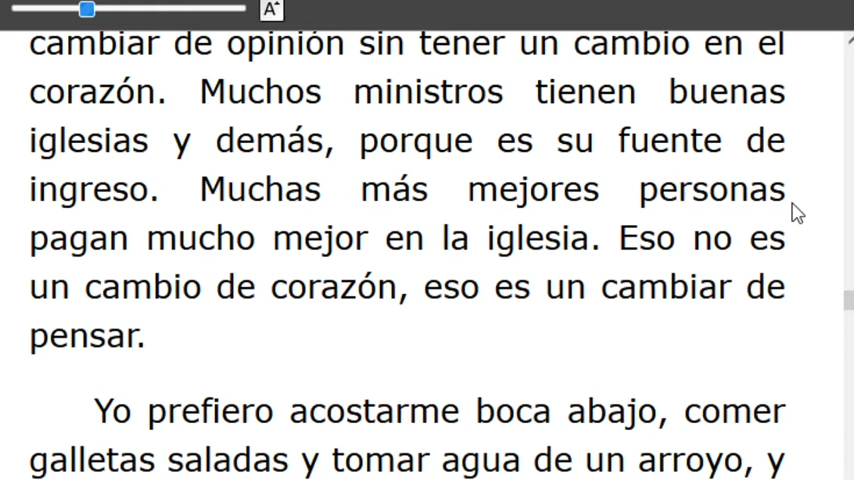 A
cambiar de opinión sin tener un cambio en el
corazón. Muchos ministros tienen buenas
iglesias y demás, porque es su fuente de
ingreso. Muchas más mejores personas
pagan mucho mejor en la iglesia. Eso no es
un cambio de corazón, eso es un cambiar de
pensar.
Yo prefiero acostarme boca abajo, comer
galletas saladas y tomar agua de un arroyo, y